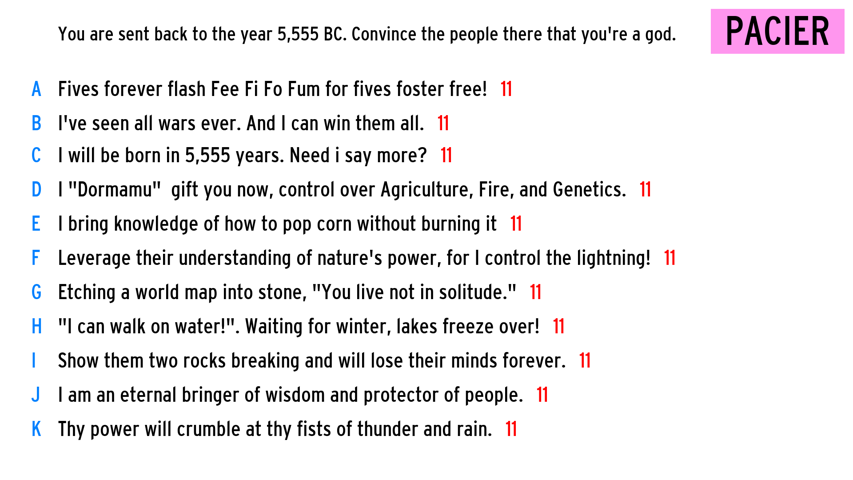 You are sent back to the year 5,555 BC. Convince the people there that you're a god.
PACIER
A Fives forever flash Fee Fi Fo Fum for fives foster free! 11
B I've seen all wars ever. And I can win them all. 11
C I will be born in 5,555 years. Need i say more? 11
D I "Dormamu" gift you now, control over Agriculture, Fire, and Genetics. 11
E I bring knowledge of how to pop corn without burning it 11
F Leverage their understanding of nature's power, for I control the lightning! 11
G Etching a world map into stone, "You live not in solitude." 11
H "I can walk on water!". Waiting for winter, lakes freeze over! 11
I Show them two rocks breaking and will lose their minds forever. 11
J I am an eternal bringer of wisdom and protector of people. 11
K Thy power will crumble at thy fists of thunder and rain. 11